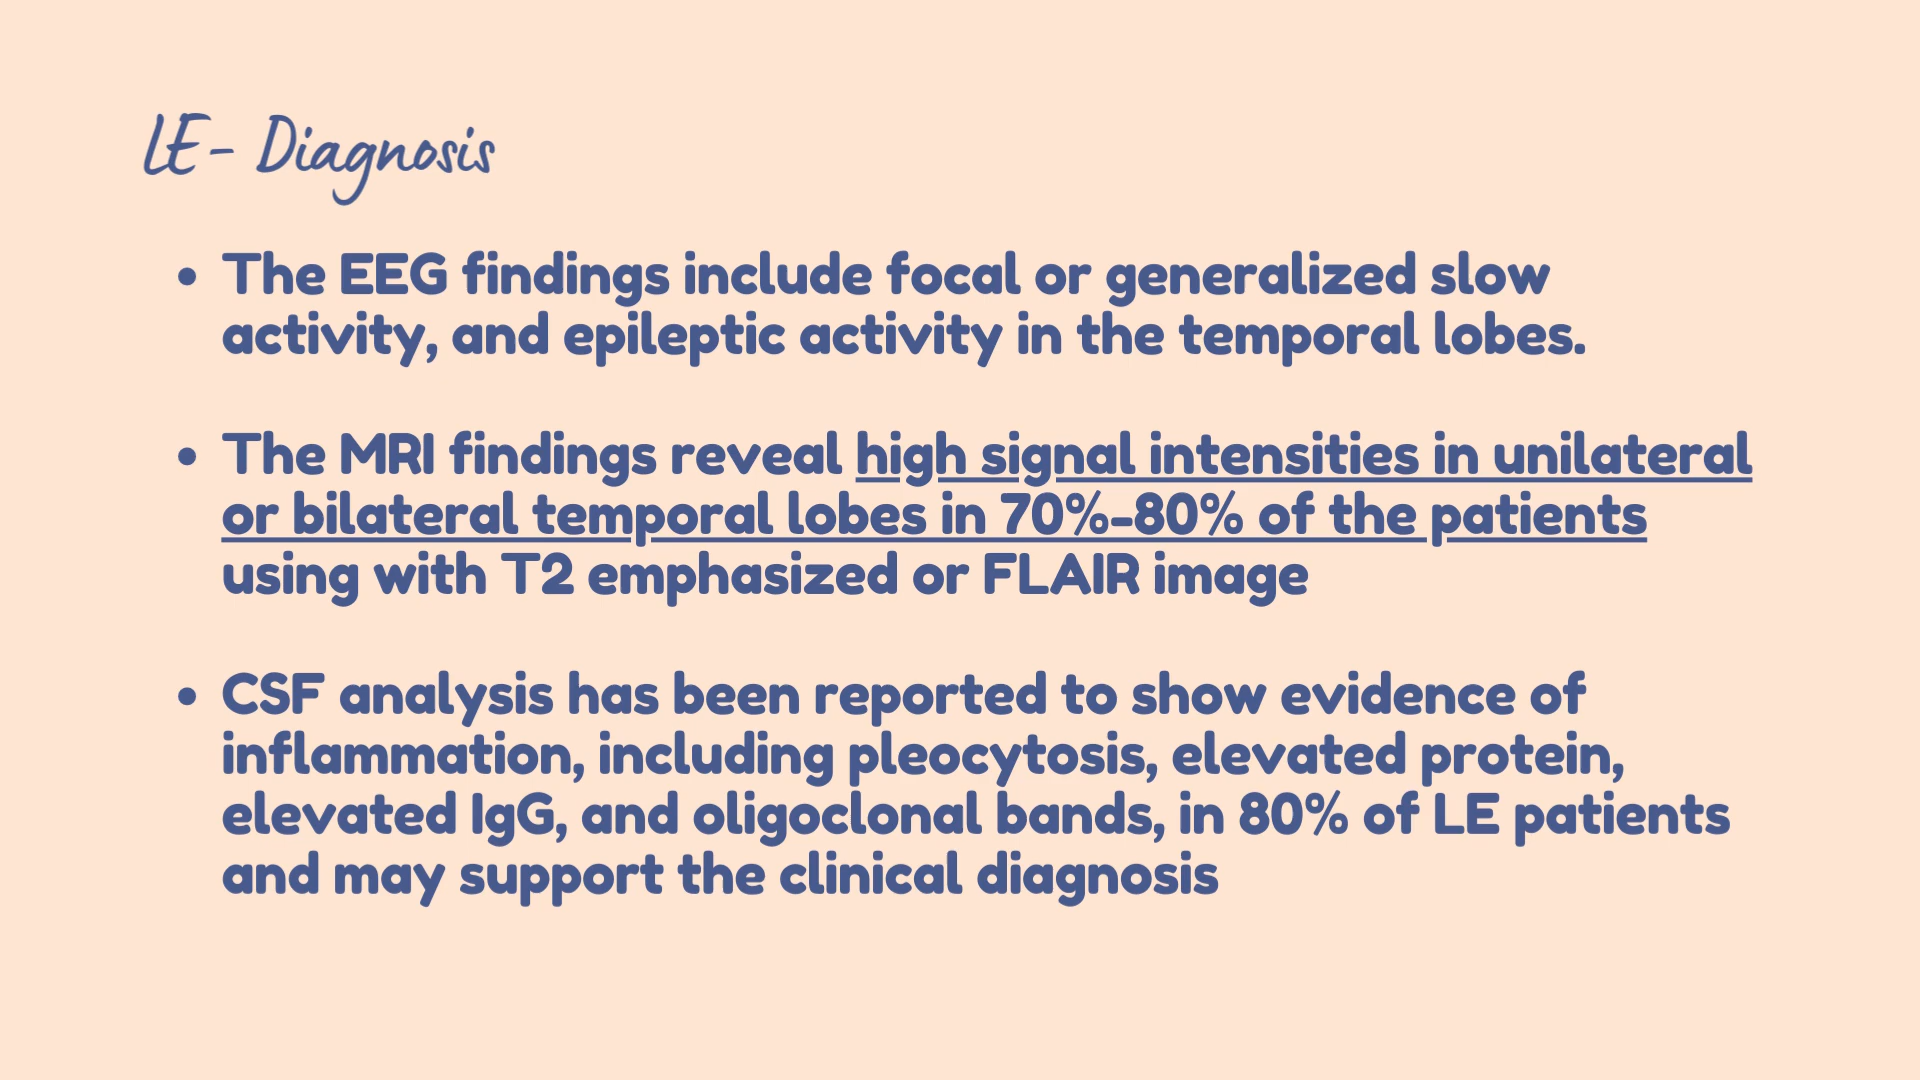 LE- Diagnosis
• The EEG findings include focal or generalized slow
activity, and epileptic activity in the temporal lobes.
• The MRI findings reveal high signal intensities in unilateral
or bilateral temporal lobes in 70%-80% of the patients
using with T2 emphasized or FLAIR image
• CSF analysis has been reported to show evidence of
inflammation, including pleocytosis, elevated protein,
elevated IgG, and oligoclonal bands, in 80% of LE patients
and may support the clinical diagnosis